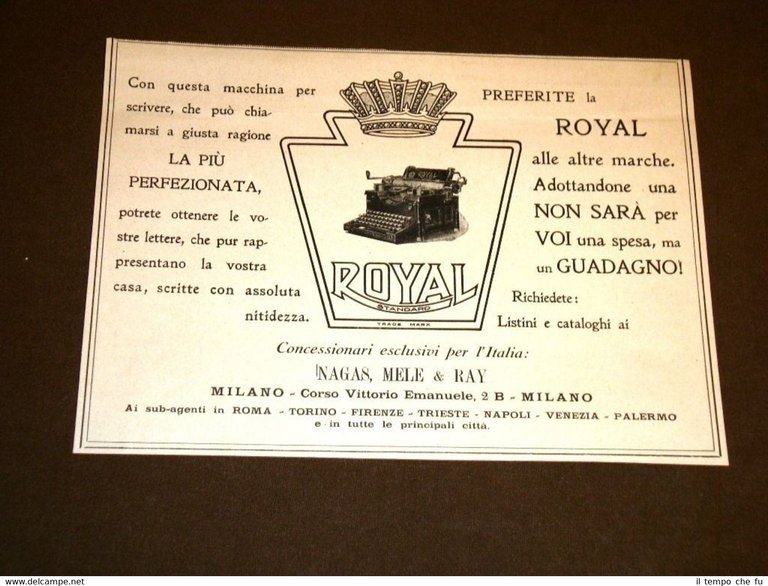 Con questa macchina per
scrivere, che può chia-
marsi a giusta ragione
LA PIÙ
PERFEZIONATA,
potrete ottenere le vo-
stre lettere, che pur rap-
presentano la vostra
casa, scritte con assoluta
nitidezza.
ROYAL
ROYAL
STANDARD
TRADE MARK
PREFERITE la
ROYAL
alle altre marche.
Adottandone una
NON SARÀ per
VOI una spesa, ma
un GUADAGNO!
Richiedete:
Listini e cataloghi ai
Concessionari esclusivi per l'Italia:
NAGAS, MELE & RAY
MILANO - Corso Vittorio Emanuele, 2 B - MILANO
Ai sub-agenti in ROMA - TORINO - FIRENZE - TRIESTE - NAPOLI - VENEZIA - PALERMO
e in tutte le principali città.
il tempo che fu